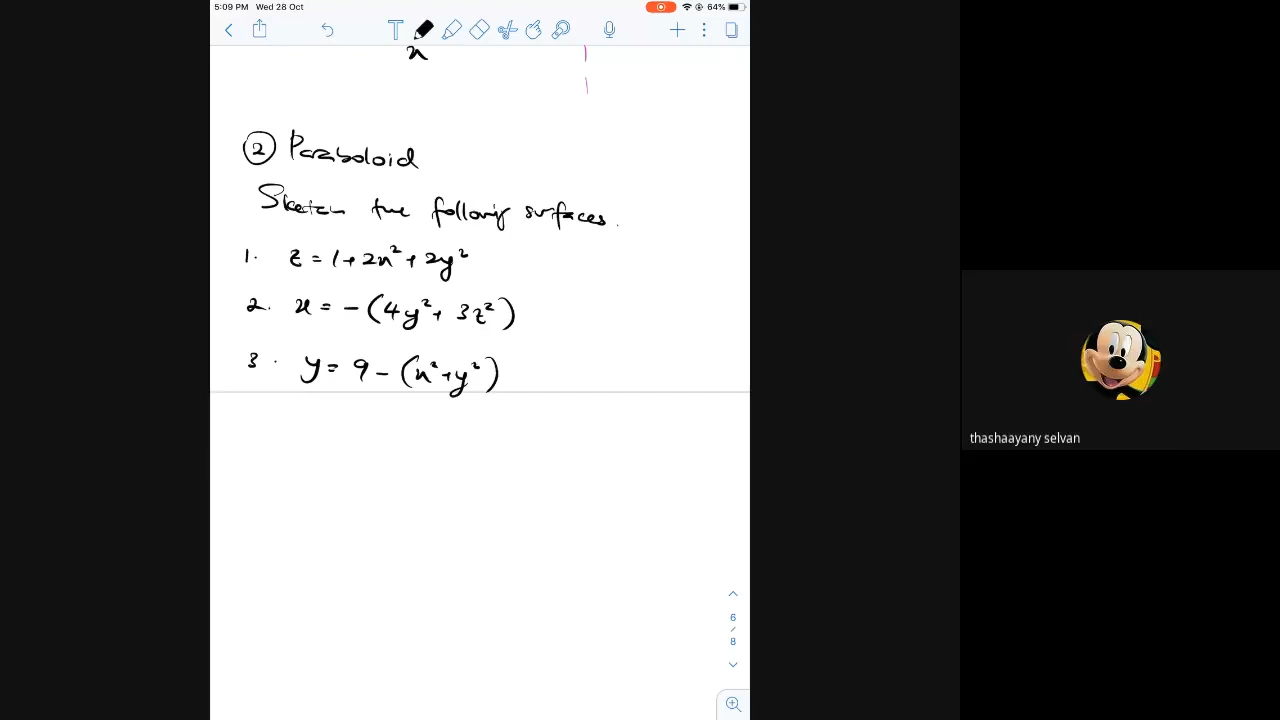 5:09 PM Wed 28 Oct
64%
x
② Paraboloid
Sketch the following surfaces.
1. z = 1+2x²+2y²
2. x = -(4y²+3z²)
3. y = 9-(x²+y²)
thashaayany selvan
6
/
8